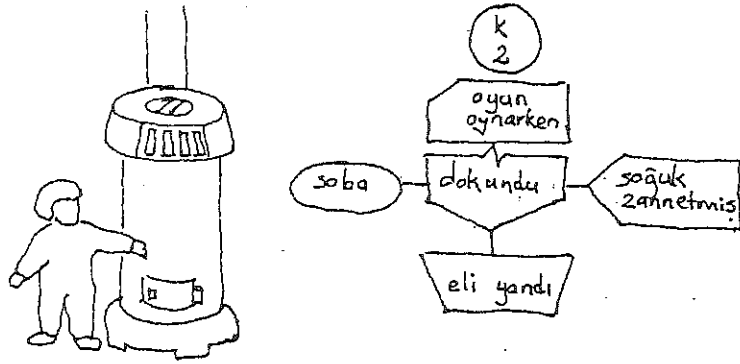 k
2
oyun
oynarken
soba
dokundu
soğuk
zannetmiş
eli yandı